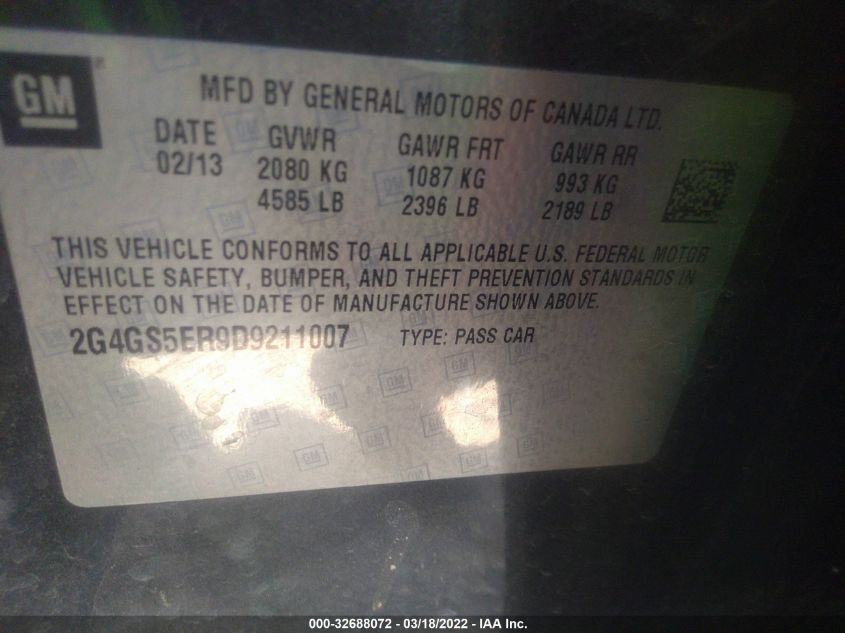 GM
MFD BY GENERAL MOTORS OF CANADA LTD.
DATE GVWR GAWR FRT GAWR RR
02/13 2080 KG 1087 KG 993 KG
4585 LB 2396 LB 2189 LB
THIS VEHICLE CONFORMS TO ALL APPLICABLE U.S. FEDERAL MOTOR
VEHICLE SAFETY, BUMPER, AND THEFT PREVENTION STANDARDS IN
EFFECT ON THE DATE OF MANUFACTURE SHOWN ABOVE.
2G4GS5ER9D9211007 TYPE: PASS CAR
000-32688072 - 03/18/2022 - IAA Inc.